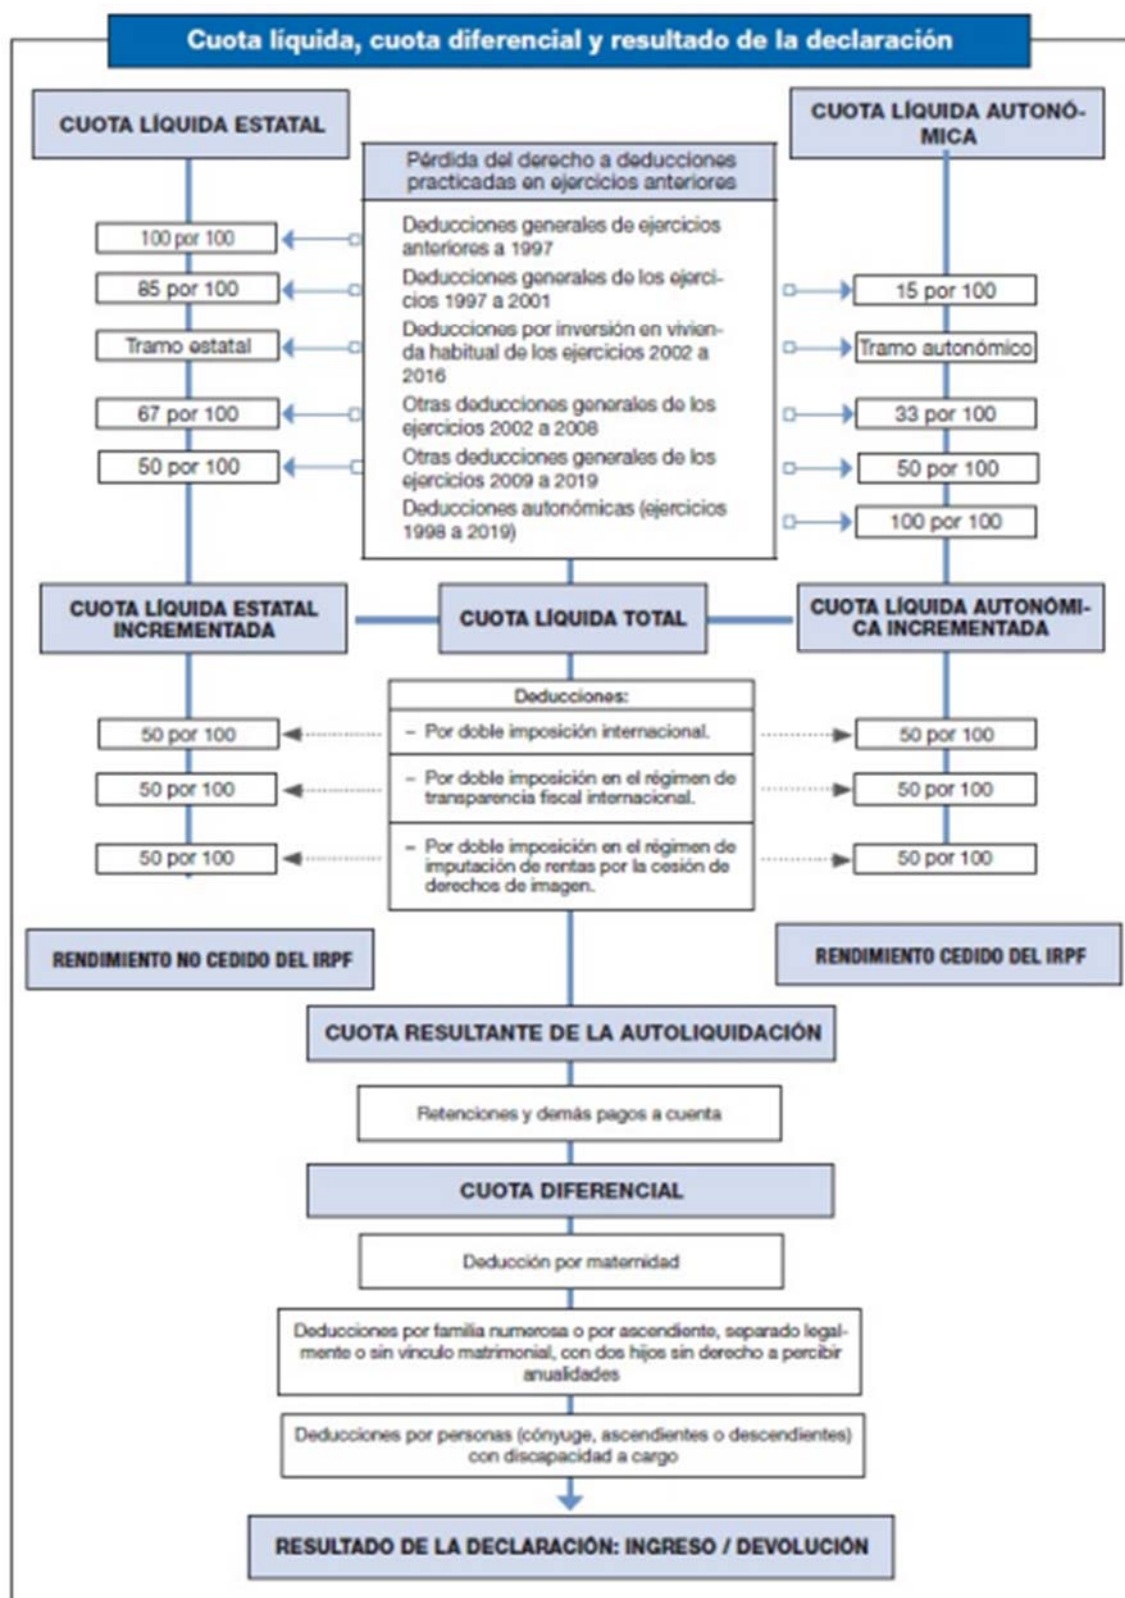 Cuota líquida, cuota diferencial y resultado de la declaración
CUOTA LÍQUIDA ESTATAL
CUOTA LÍQUIDA AUTONÓ-
MICA
Pérdida del derecho a deducciones
practicadas en ejercicios anteriores
100 por 100
Deducciones generales de ejercicios
anteriores a 1997
85 por 100
Deducciones generales de los ejerci-
cios 1997 a 2001
15 por 100
Tramo estatal
Deducciones por inversión en vivien-
da habitual de los ejercicios 2002 a
2016
Tramo autonómico
67 por 100
Otras deducciones generales de los
ejercicios 2002 a 2008
33 por 100
50 por 100
Otras deducciones generales de los
ejercicios 2009 a 2019
50 por 100
Deducciones autonómicas (ejercicios
1998 a 2019)
100 por 100
CUOTA LÍQUIDA ESTATAL
INCREMENTADA
CUOTA LÍQUIDA TOTAL
CUOTA LÍQUIDA AUTONÓMI-
CA INCREMENTADA
Deducciones:
50 por 100
– Por doble imposición internacional.
50 por 100
50 por 100
– Por doble imposición en el régimen de
transparencia fiscal internacional.
50 por 100
50 por 100
– Por doble imposición en el régimen de
imputación de rentas por la cesión de
derechos de imagen.
50 por 100
RENDIMIENTO NO CEDIDO DEL IRPF
RENDIMIENTO CEDIDO DEL IRPF
CUOTA RESULTANTE DE LA AUTOLIQUIDACIÓN
Retenciones y demás pagos a cuenta
CUOTA DIFERENCIAL
Deducción por maternidad
Deducciones por familia numerosa o por ascendiente, separado legal-
mente o sin vínculo matrimonial, con dos hijos sin derecho a percibir
anualidades
Deducciones por personas (cónyuge, ascendientes o descendientes)
con discapacidad a cargo
RESULTADO DE LA DECLARACIÓN: INGRESO / DEVOLUCIÓN